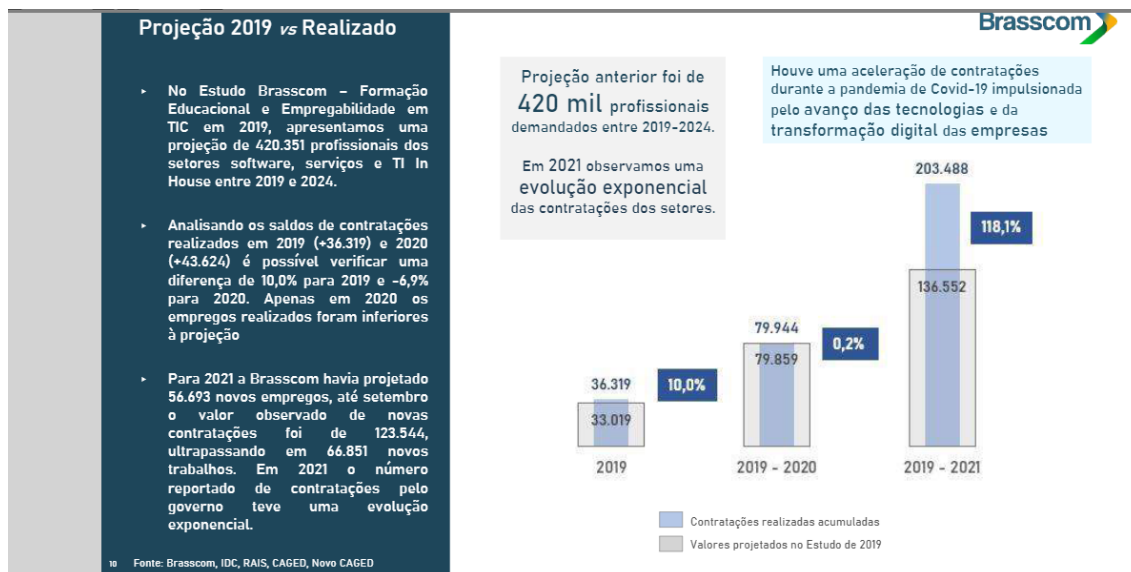 Projeção 2019 vs Realizado
▸ No Estudo Brasscom – Formação
Educacional e Empregabilidade em
TIC em 2019, apresentamos uma
projeção de 420.351 profissionais dos
setores software, serviços e TI In
House entre 2019 e 2024.
▸ Analisando os saldos de contratações
realizados em 2019 (+36.319) e 2020
(+43.624) é possível verificar uma
diferença de 10,0% para 2019 e -6,9%
para 2020. Apenas em 2020 os
empregos realizados foram inferiores
à projeção
▸ Para 2021 a Brasscom havia projetado
56.693 novos empregos, até setembro
o valor observado de novas
contratações foi de 123.544,
ultrapassando em 66.851 novos
trabalhos. Em 2021 o número
reportado de contratações pelo
governo teve uma evolução
exponencial.
10 Fonte: Brasscom, IDC, RAIS, CAGED, Novo CAGED
Brasscom
Projeção anterior foi de
420 mil profissionais
demandados entre 2019-2024.
Em 2021 observamos uma
evolução exponencial
das contratações dos setores.
Houve uma aceleração de contratações
durante a pandemia de Covid-19 impulsionada
pelo avanço das tecnologias e da
transformação digital das empresas
203.488
118,1%
136.552
79.944
0,2%
79.859
36.319
10,0%
33.019
2019
2019 - 2020
2019 - 2021
Contratações realizadas acumuladas
Valores projetados no Estudo de 2019